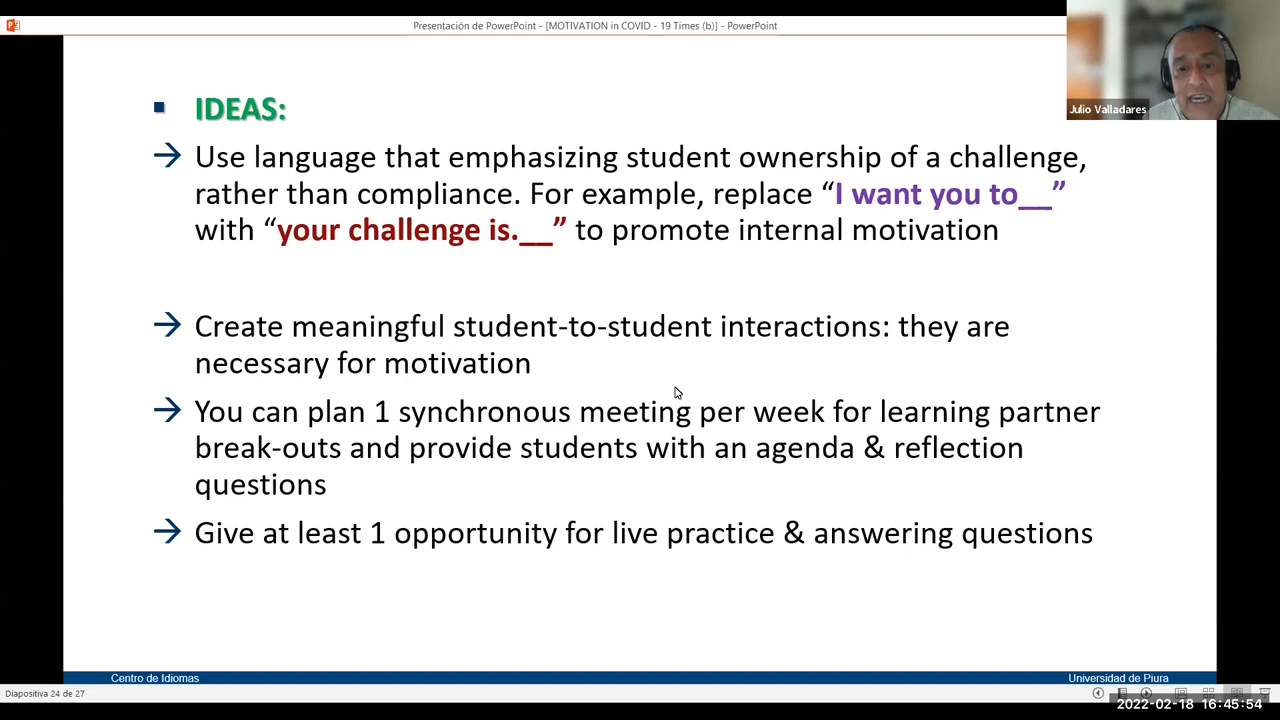 Presentación de PowerPoint - [MOTIVATION in COVID - 19 Times (b)] - PowerPoint
Julio Valladares
IDEAS:
Use language that emphasizing student ownership of a challenge,
rather than compliance. For example, replace “I want you to__”
with “your challenge is.__” to promote internal motivation
Create meaningful student-to-student interactions: they are
necessary for motivation
You can plan 1 synchronous meeting per week for learning partner
break-outs and provide students with an agenda & reflection
questions
Give at least 1 opportunity for live practice & answering questions
Centro de Idiomas
Universidad de Piura
Diapositiva 24 de 27
2022-02-18 16:45:54